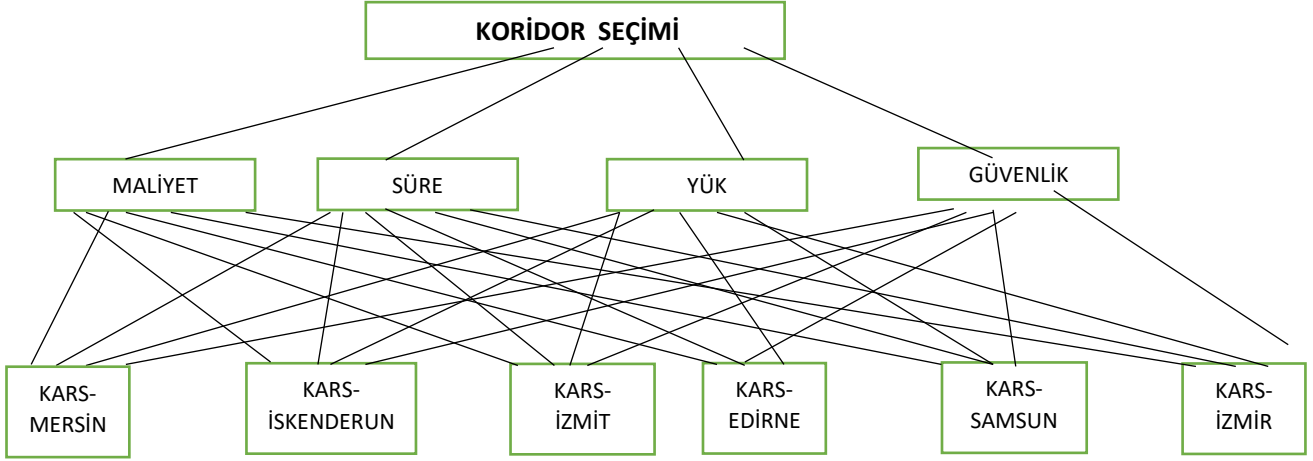 KORİDOR SEÇİMİ
MALİYET
SÜRE
YÜK
GÜVENLİK
KARS-
MERSİN
KARS-
İSKENDERUN
KARS-
İZMİT
KARS-
EDİRNE
KARS-
SAMSUN
KARS-
İZMİR